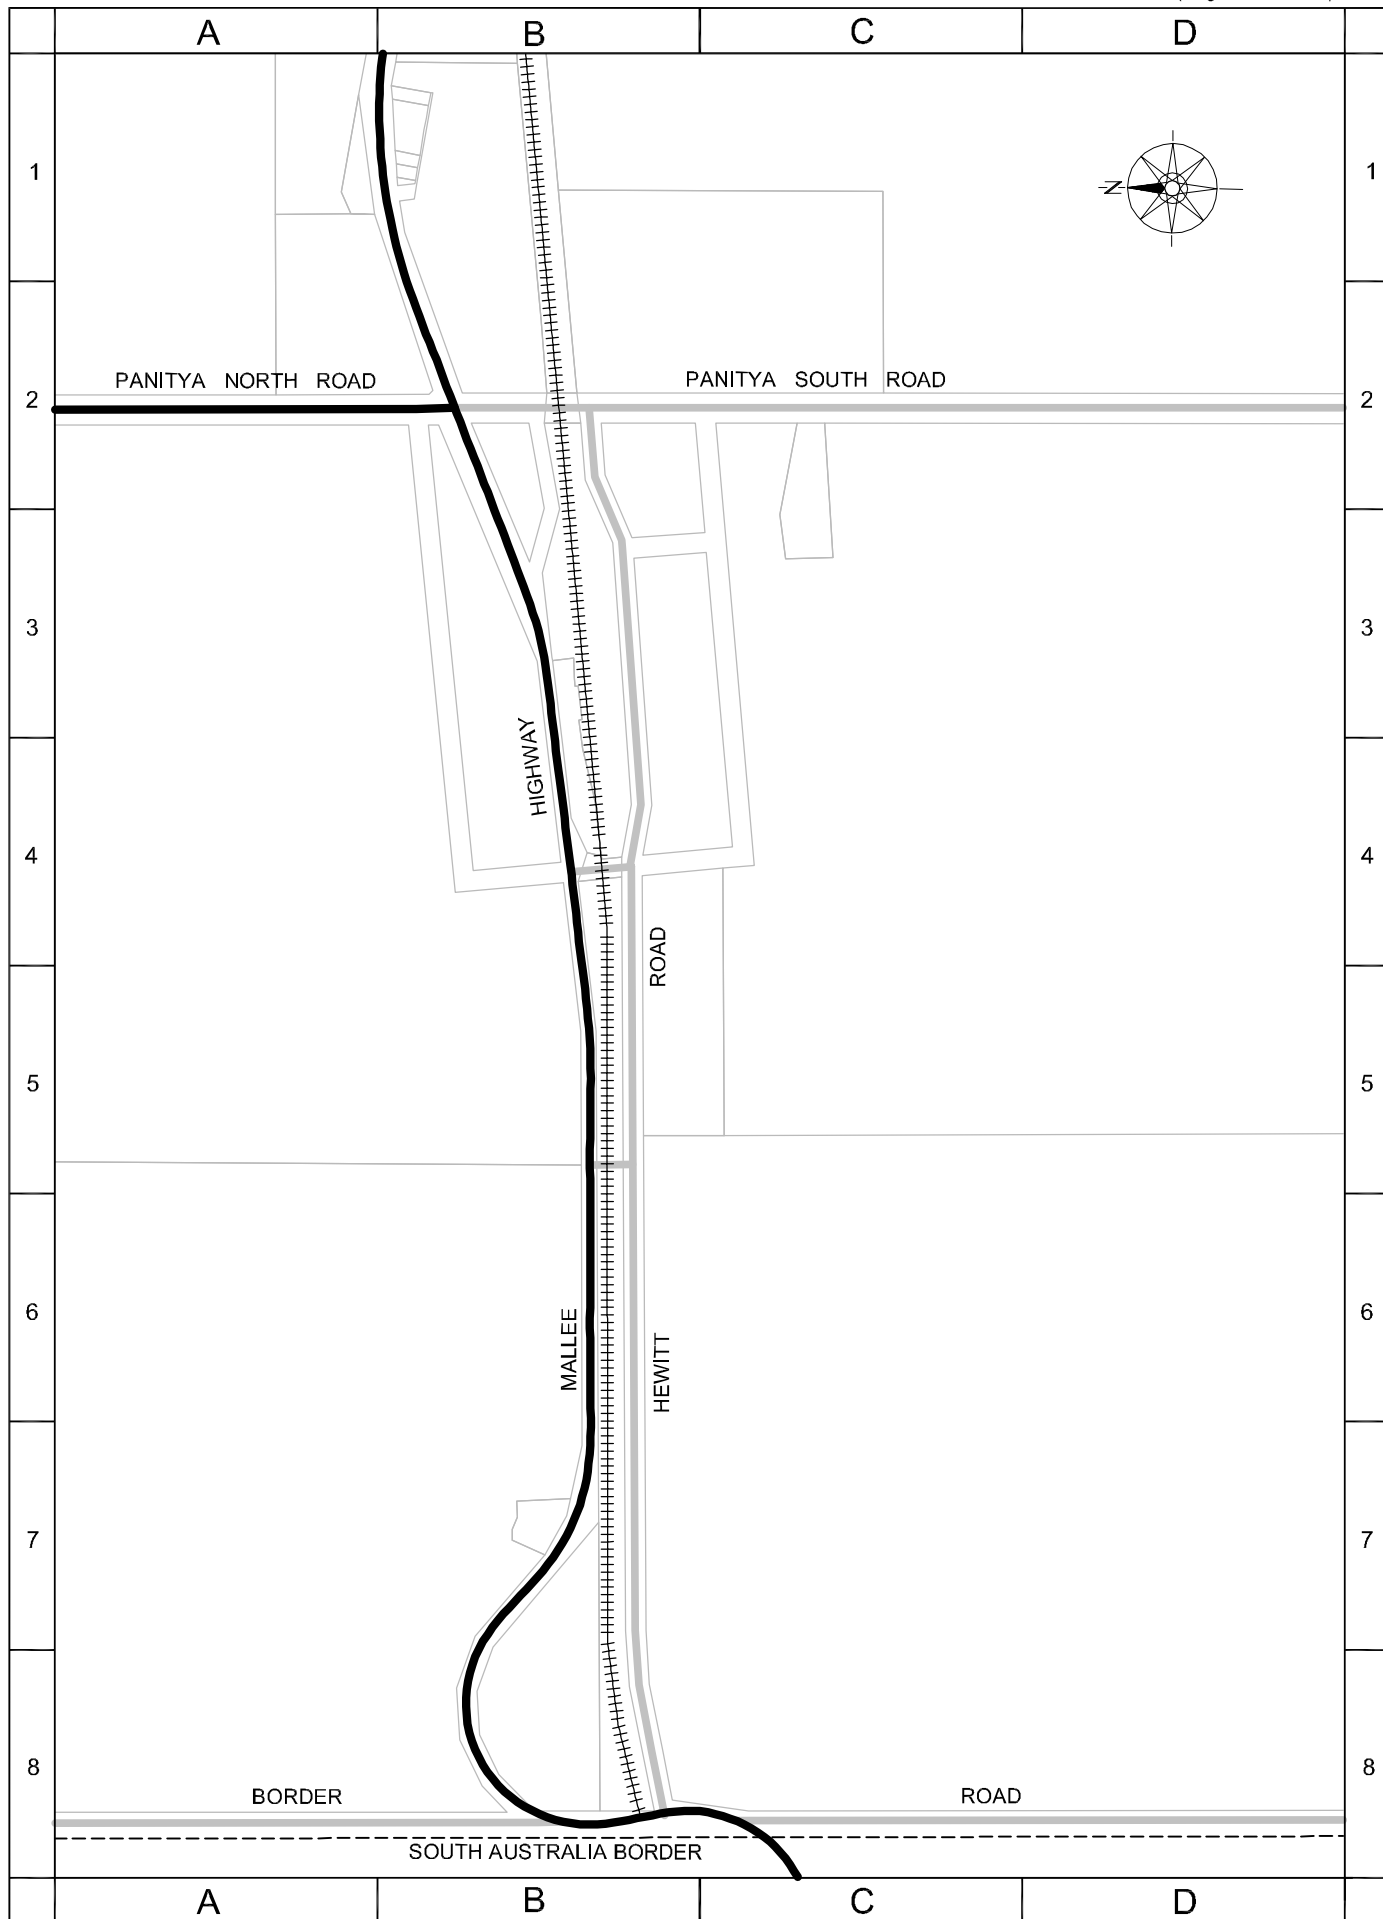 A B C D
1 1
N
PANITYA NORTH ROAD PANITYA SOUTH ROAD
2 2
3 3
HIGHWAY
4 4
ROAD
5 5
6 6
MALLEE
HEWITT
7 7
8 8
BORDER ROAD
SOUTH AUSTRALIA BORDER
A B C D